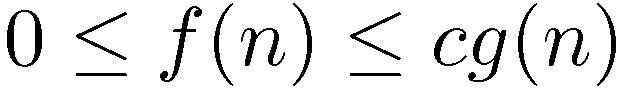 0 ≤ f(n) ≤ cg(n)